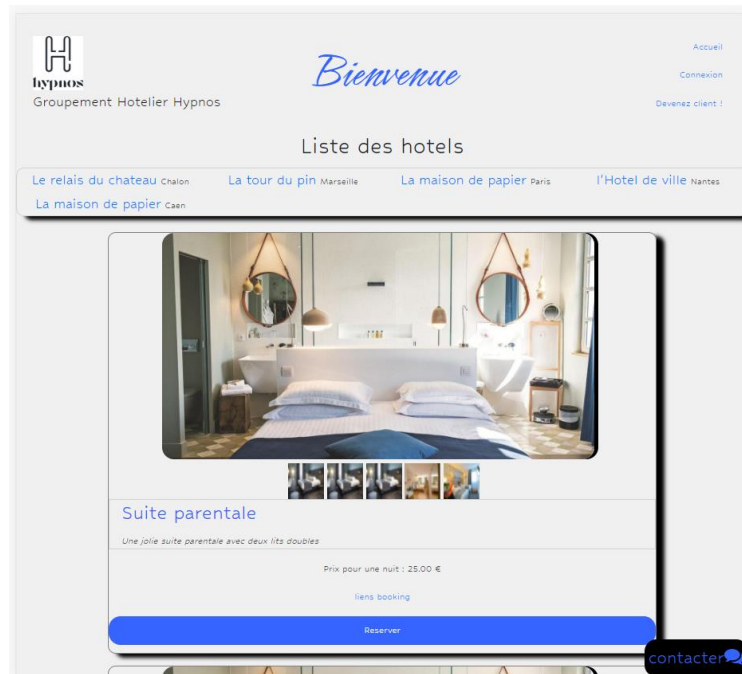 H
hypnos
Groupement Hotelier Hypnos
Bienvenue
Accueil
Connexion
Devenez client !
Liste des hotels
Le relais du chateau Chalon
La tour du pin Marseille
La maison de papier Paris
l'Hotel de ville Nantes
La maison de papier Caen
Suite parentale
Une jolie suite parentale avec deux lits doubles
Prix pour une nuit : 25.00 €
liens booking
Reserver
contacter